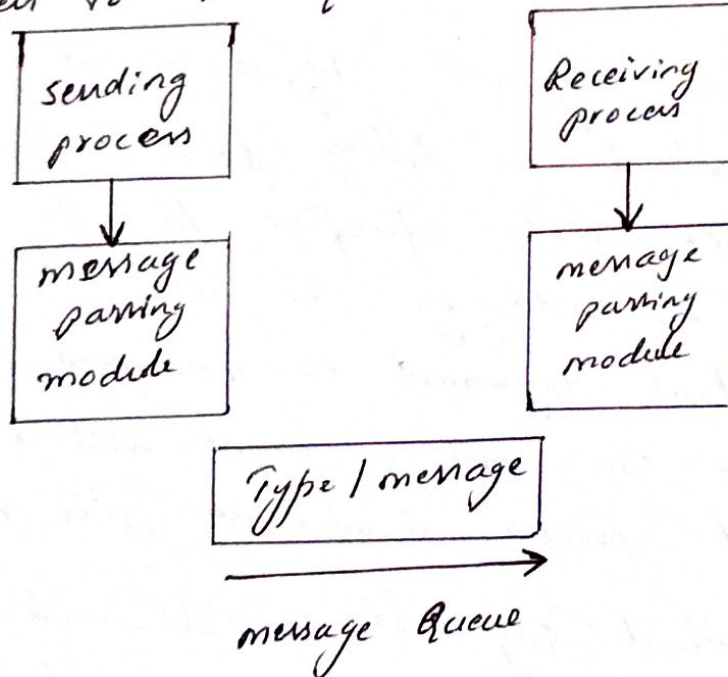 sending
process
Receiving
process
message
passing
module
message
passing
module
Type / message
message Queue